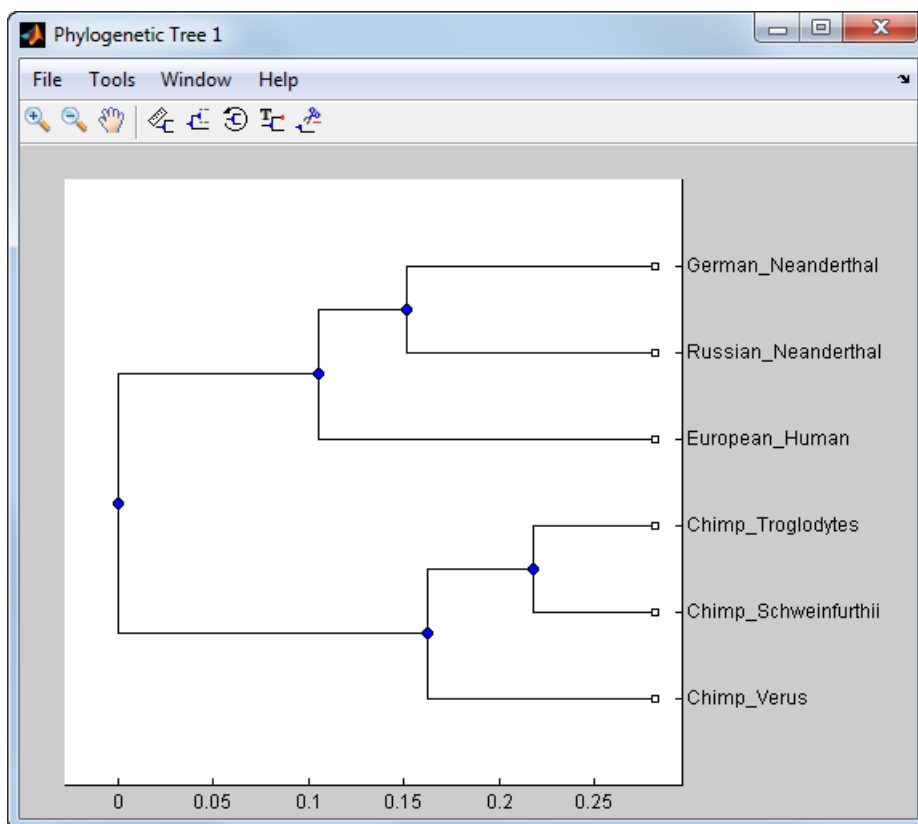 Phylogenetic Tree 1
File Tools Window Help
German_Neanderthal
Russian_Neanderthal
European_Human
Chimp_Troglodytes
Chimp_Schweinfurthii
Chimp_Verus
0 0.05 0.1 0.15 0.2 0.25